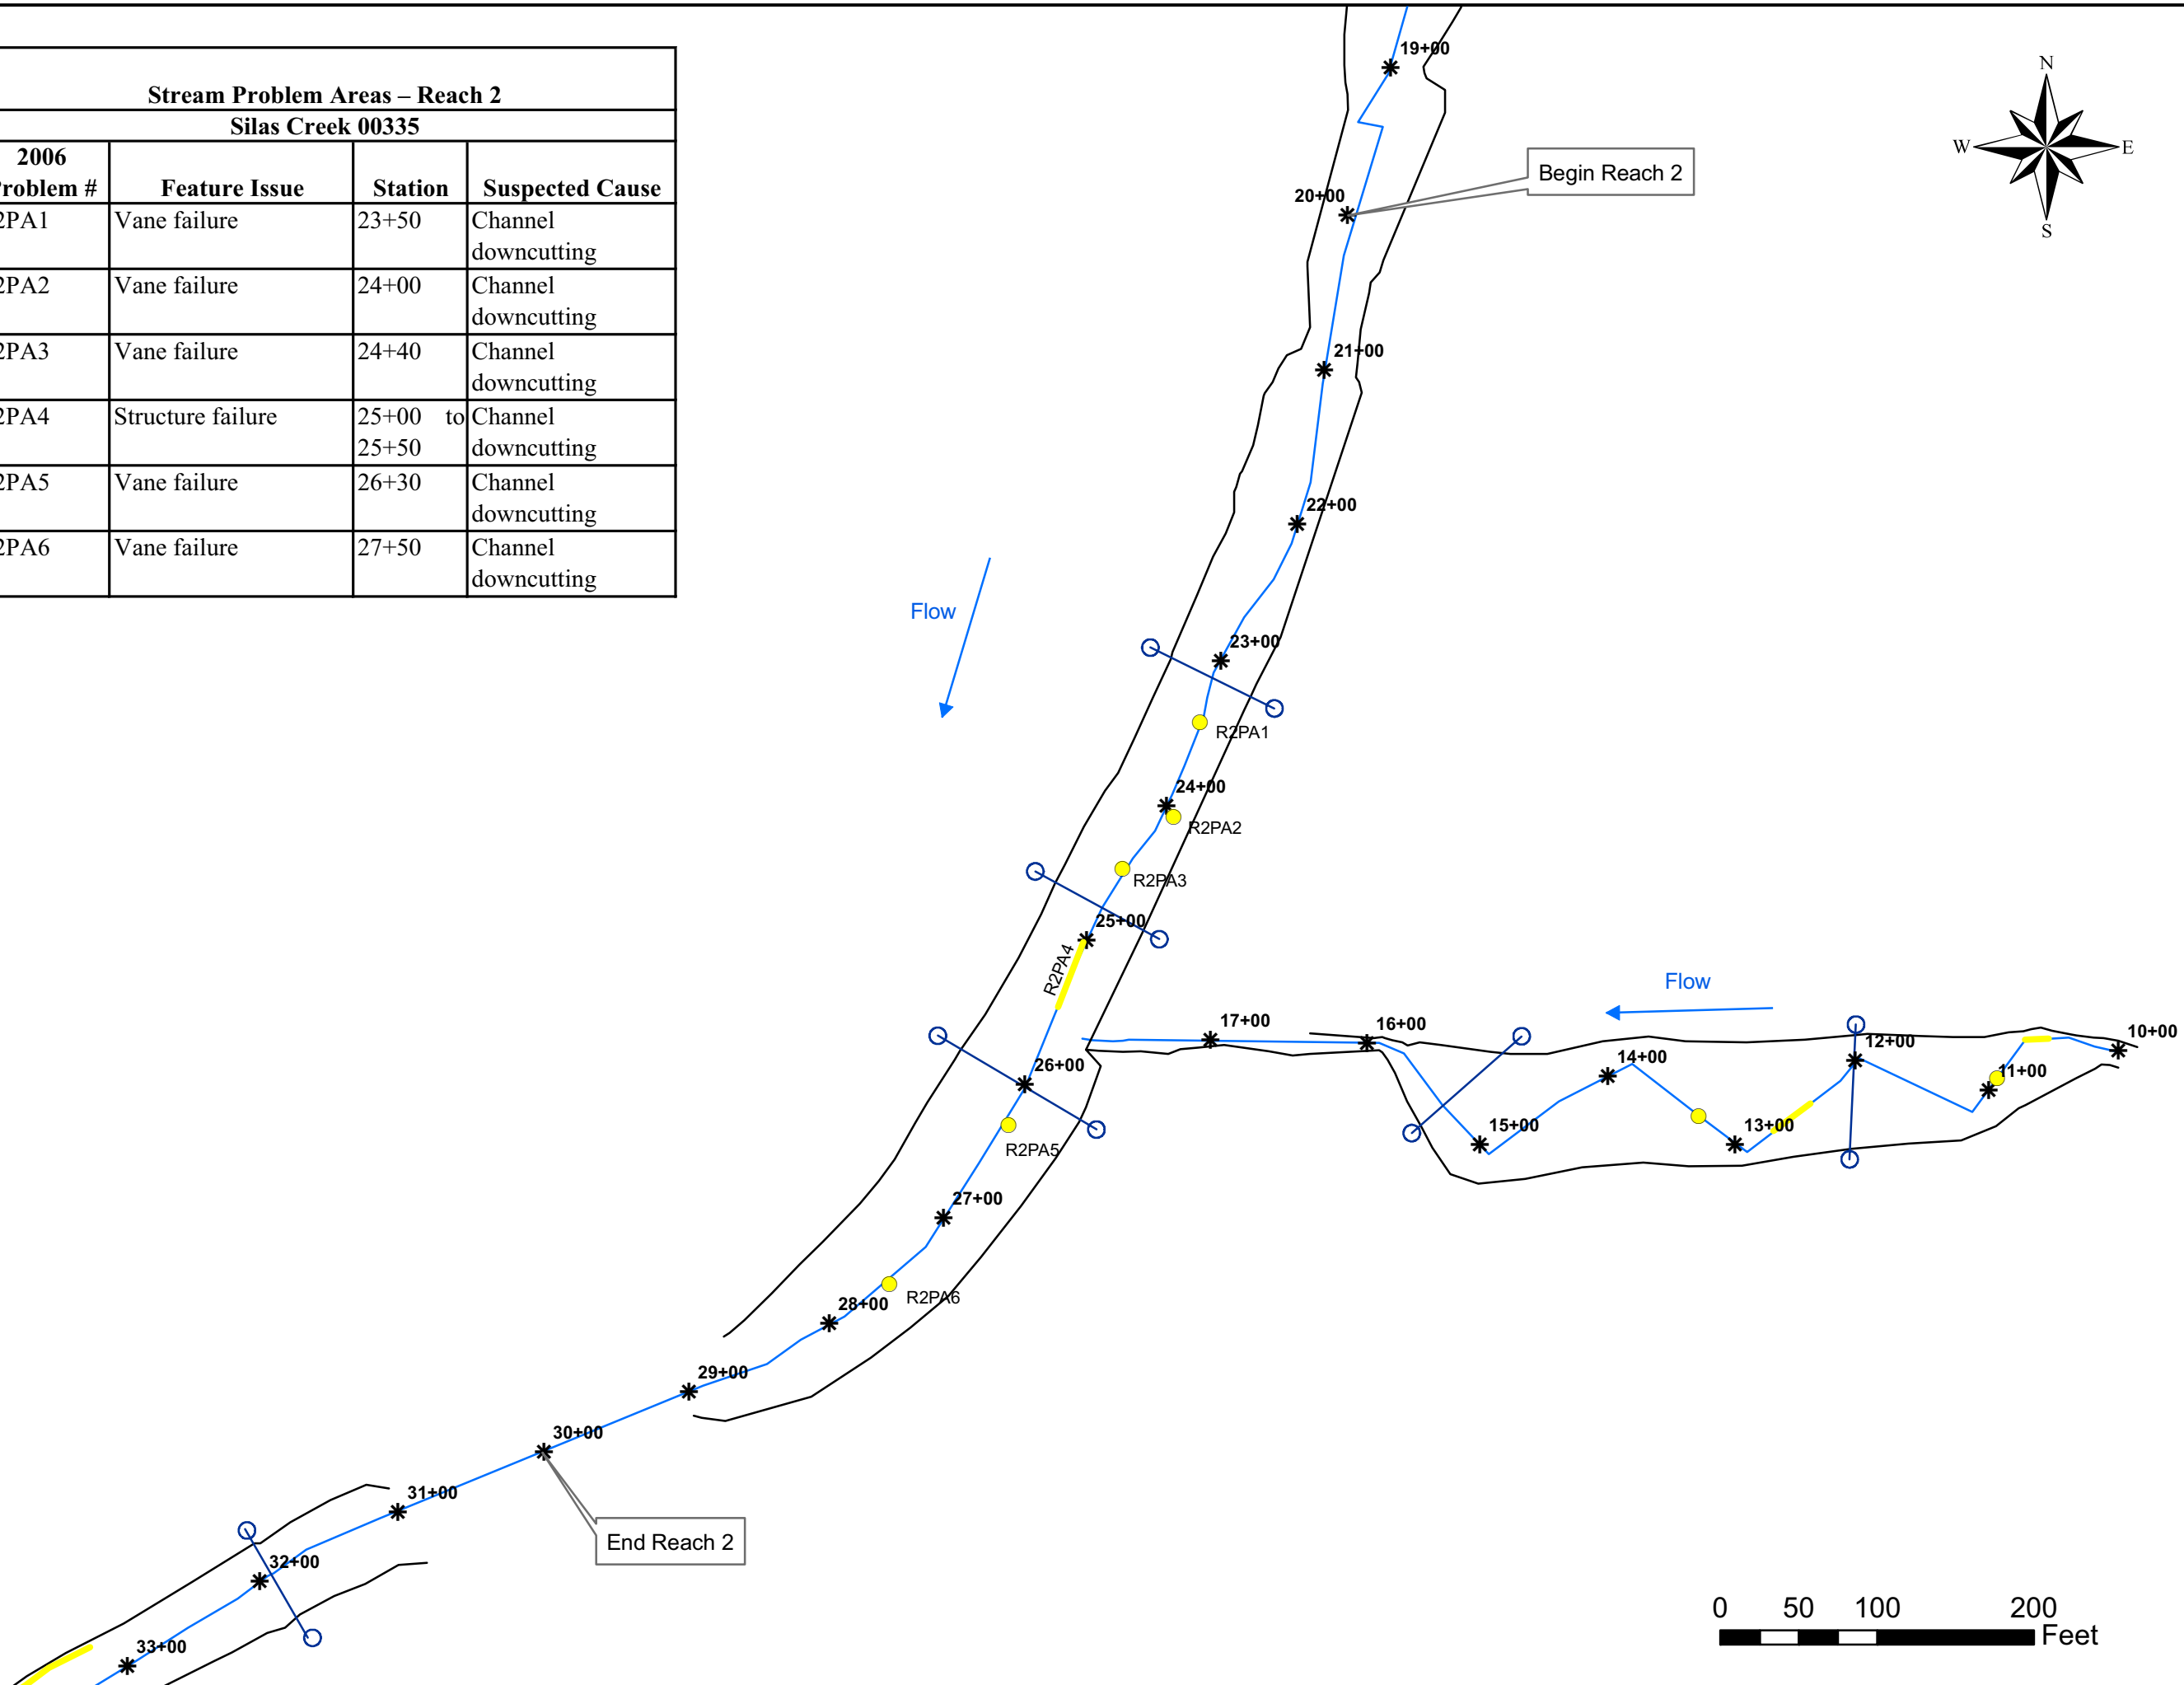 Stream Problem Areas – Reach 2
Silas Creek 00335
2006
Problem # Feature Issue Station Suspected Cause
2PA1 Vane failure 23+50 Channel
downcutting
2PA2 Vane failure 24+00 Channel
downcutting
2PA3 Vane failure 24+40 Channel
downcutting
2PA4 Structure failure 25+00 to Channel
25+50 downcutting
2PA5 Vane failure 26+30 Channel
downcutting
2PA6 Vane failure 27+50 Channel
downcutting
19+00
N
W E
S
Begin Reach 2
20+00
21+00
22+00
Flow
23+00
R2PA1
24+00
R2PA2
R2PA3
25+00
R2PA4
Flow
17+00
16+00
10+00
12+00
14+00
11+00
26+00
15+00
13+00
R2PA5
27+00
R2PA6
28+00
29+00
30+00
31+00
End Reach 2
32+00
33+00
0 50 100 200
Feet